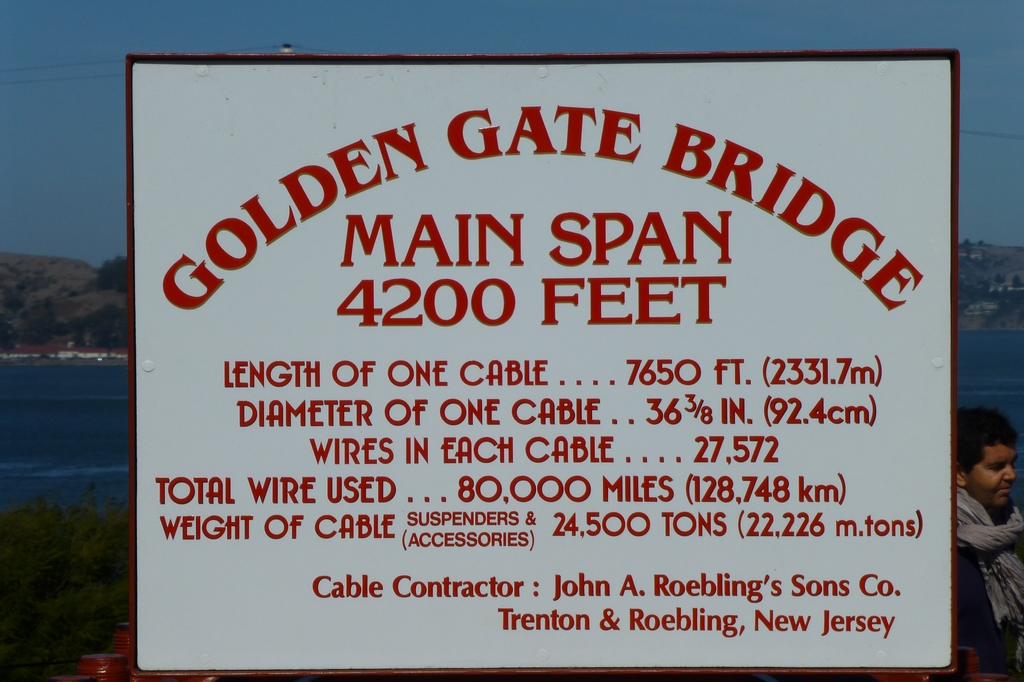 GOLDEN GATE BRIDGE
MAIN SPAN
4200 FEET
LENGTH OF ONE CABLE .... 7650 FT. (2331.7m)
DIAMETER OF ONE CABLE .. 36 3/8 IN. (92.4cm)
WIRES IN EACH CABLE .... 27,572
TOTAL WIRE USED ... 80,000 MILES (128,748 km)
WEIGHT OF CABLE SUSPENDERS & (ACCESSORIES) 24,500 TONS (22,226 m.tons)
Cable Contractor : John A. Roebling's Sons Co.
Trenton & Roebling, New Jersey